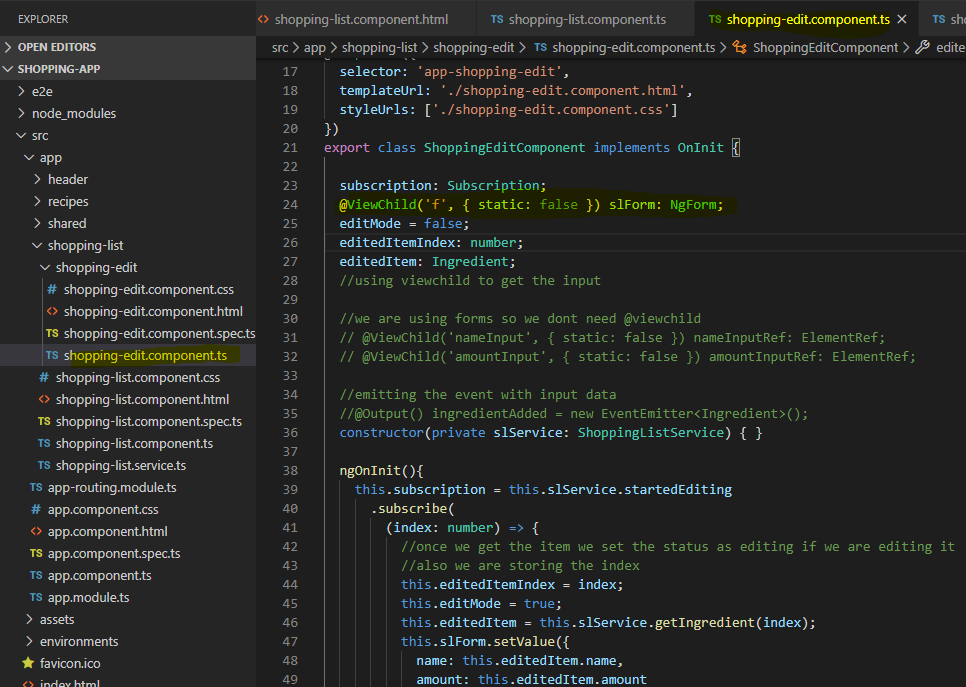 EXPLORER
OPEN EDITORS
SHOPPING-APP
e2e
node_modules
src
app
header
recipes
shared
shopping-list
shopping-edit
# shopping-edit.component.css
<> shopping-edit.component.html
TS shopping-edit.component.spec.ts
TS shopping-edit.component.ts
# shopping-list.component.css
<> shopping-list.component.html
TS shopping-list.component.spec.ts
TS shopping-list.component.ts
TS shopping-list.service.ts
TS app-routing.module.ts
# app.component.css
<> app.component.html
TS app.component.spec.ts
TS app.component.ts
TS app.module.ts
assets
environments
favicon.ico
<> index.html
<> shopping-list.component.html TS shopping-list.component.ts TS shopping-edit.component.ts × TS sh
src > app > shopping-list > shopping-edit > TS shopping-edit.component.ts > ShoppingEditComponent > edite
17 selector: 'app-shopping-edit',
18 templateUrl: './shopping-edit.component.html',
19 styleUrls: ['./shopping-edit.component.css']
20 })
21 export class ShoppingEditComponent implements OnInit {
22
23 subscription: Subscription;
24 @ViewChild('f', { static: false }) slForm: NgForm;
25 editMode = false;
26 editedItemIndex: number;
27 editedItem: Ingredient;
28 //using viewchild to get the input
29
30 //we are using forms so we dont need @viewchild
31 // @ViewChild('nameInput', { static: false }) nameInputRef: ElementRef;
32 // @ViewChild('amountInput', { static: false }) amountInputRef: ElementRef;
33
34 //emitting the event with input data
35 //@Output() ingredientAdded = new EventEmitter<Ingredient>();
36 constructor(private slService: ShoppingListService) { }
37
38 ngOnInit(){
39 this.subscription = this.slService.startedEditing
40 .subscribe(
41 (index: number) => {
42 //once we get the item we set the status as editing if we are editing it
43 //also we are storing the index
44 this.editedItemIndex = index;
45 this.editMode = true;
46 this.editedItem = this.slService.getIngredient(index);
47 this.slForm.setValue({
48 name: this.editedItem.name,
49 amount: this.editedItem.amount